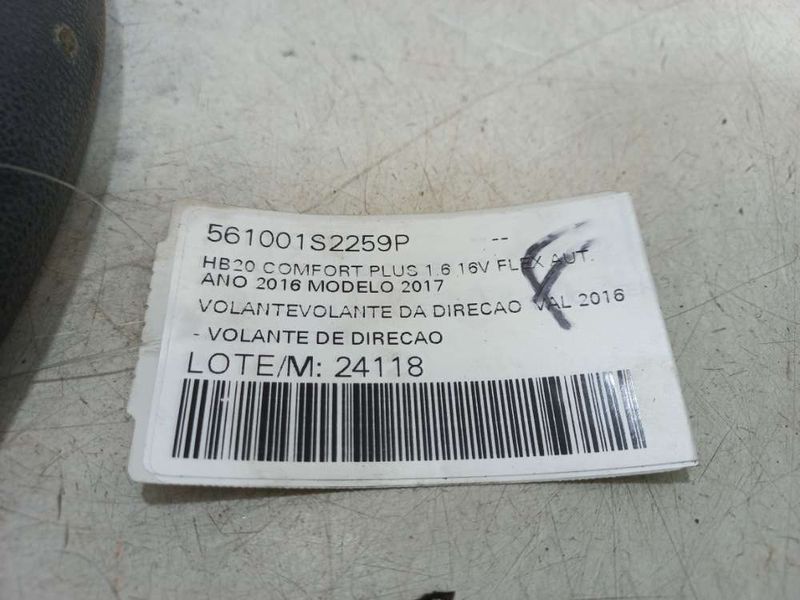 561001S2259P --
HB20 COMFORT PLUS 1.6 16V FLEX AUT.
ANO 2016 MODELO 2017
VOLANTEVOLANTE DA DIRECAO VAL 2016
- VOLANTE DE DIRECAO
LOTE/M: 24118